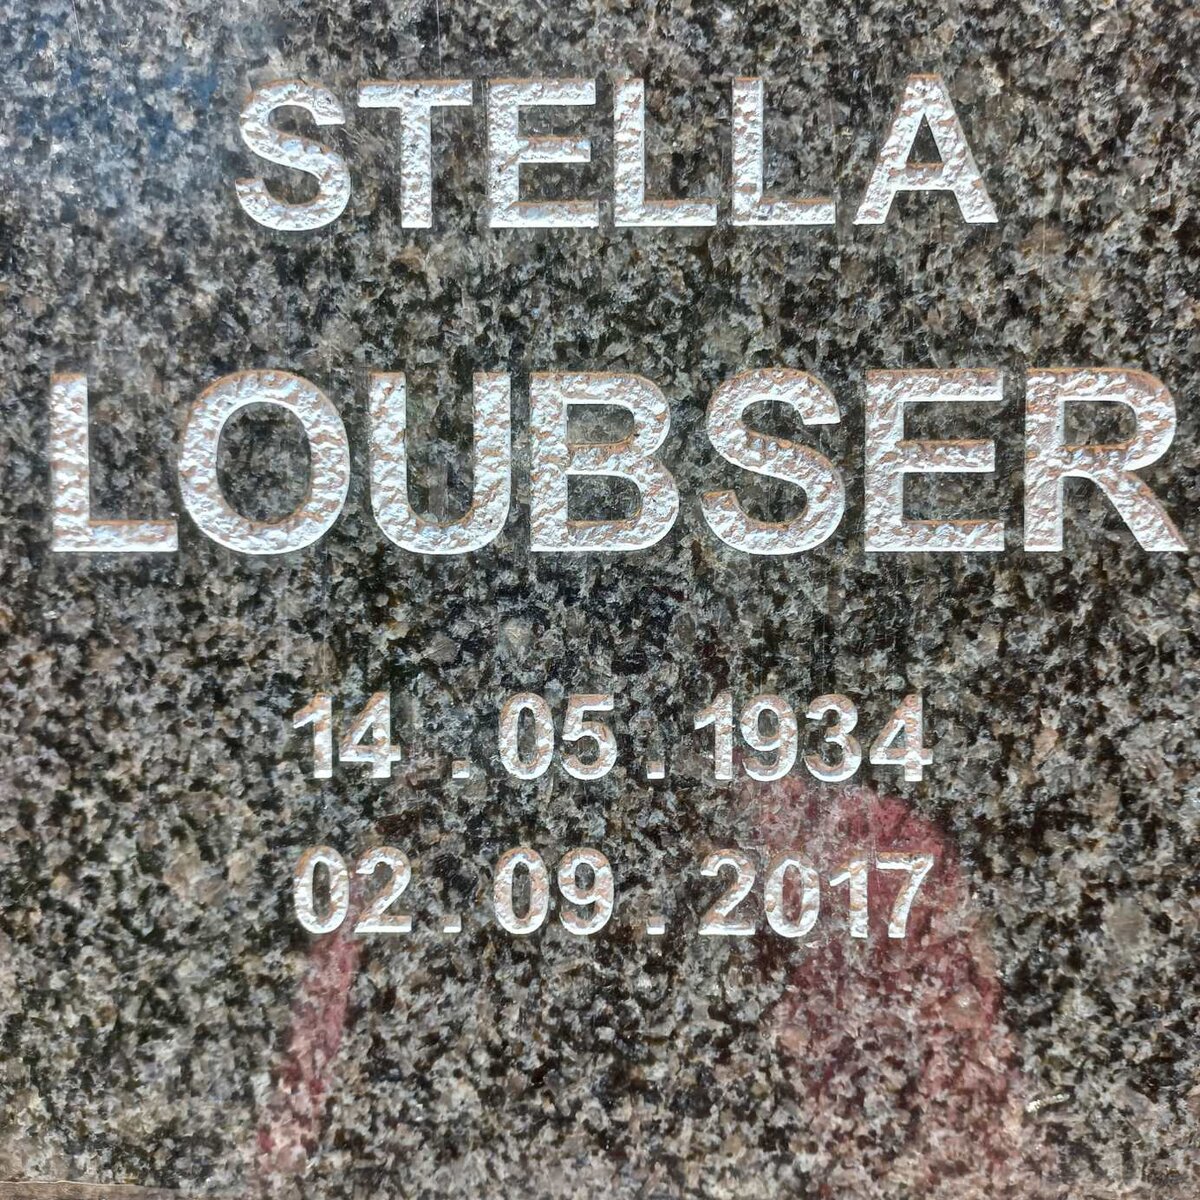 STELLA
LOUBSER
14 . 05 . 1934
02 . 09 . 2017